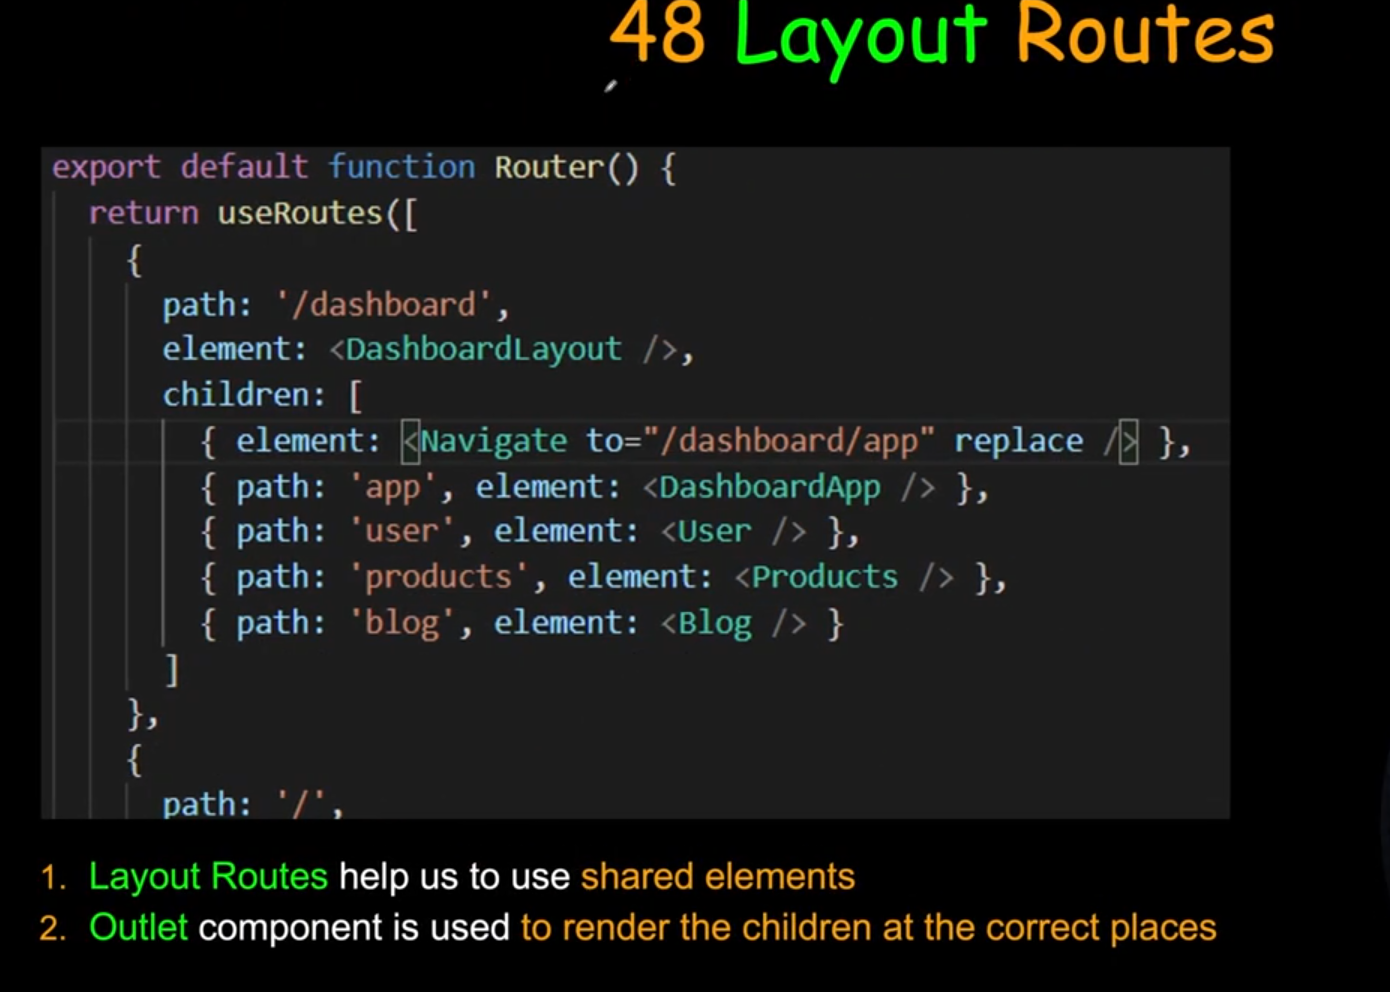 48 Layout Routes
export default function Router() {
return useRoutes([
{
path: '/dashboard',
element: <DashboardLayout />,
children: [
{ element: <Navigate to="/dashboard/app" replace /> },
{ path: 'app', element: <DashboardApp /> },
{ path: 'user', element: <User /> },
{ path: 'products', element: <Products /> },
{ path: 'blog', element: <Blog /> }
]
},
{
path: '/',
1. Layout Routes help us to use shared elements
2. Outlet component is used to render the children at the correct places